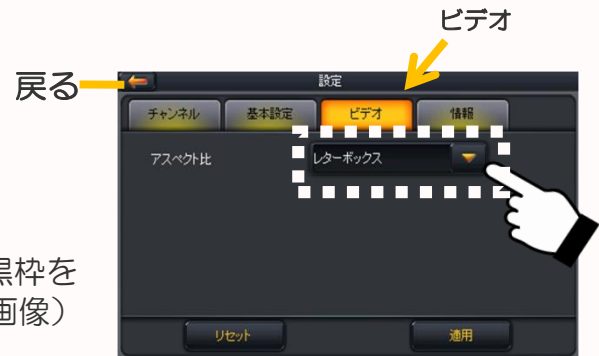 ビデオ
戻る
設定
チャンネル
基本設定
ビデオ
情報
アスペクト比
レターボックス
黒枠を
画像）
リセット
適用